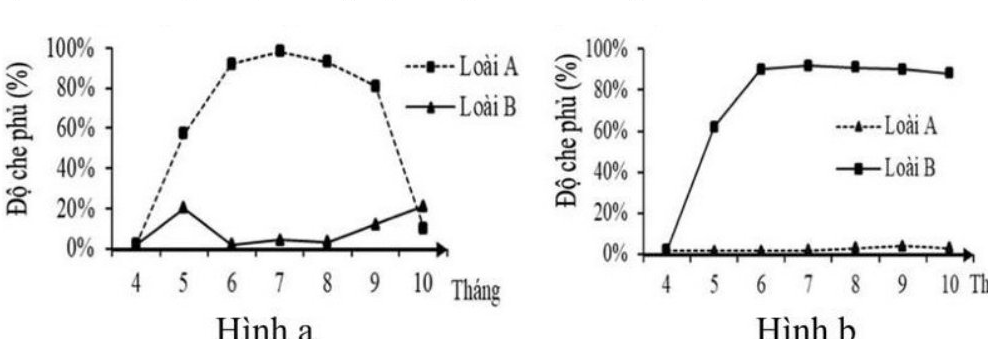 Độ che phủ (%)
100%
80%
60%
40%
20%
0%
4 5 6 7 8 9 10 Tháng
Loài A
Loài B
Hình a
Độ che phủ (%)
100%
80%
60%
40%
20%
0%
4 5 6 7 8 9 10 Th
Loài A
Loài B
Hình b